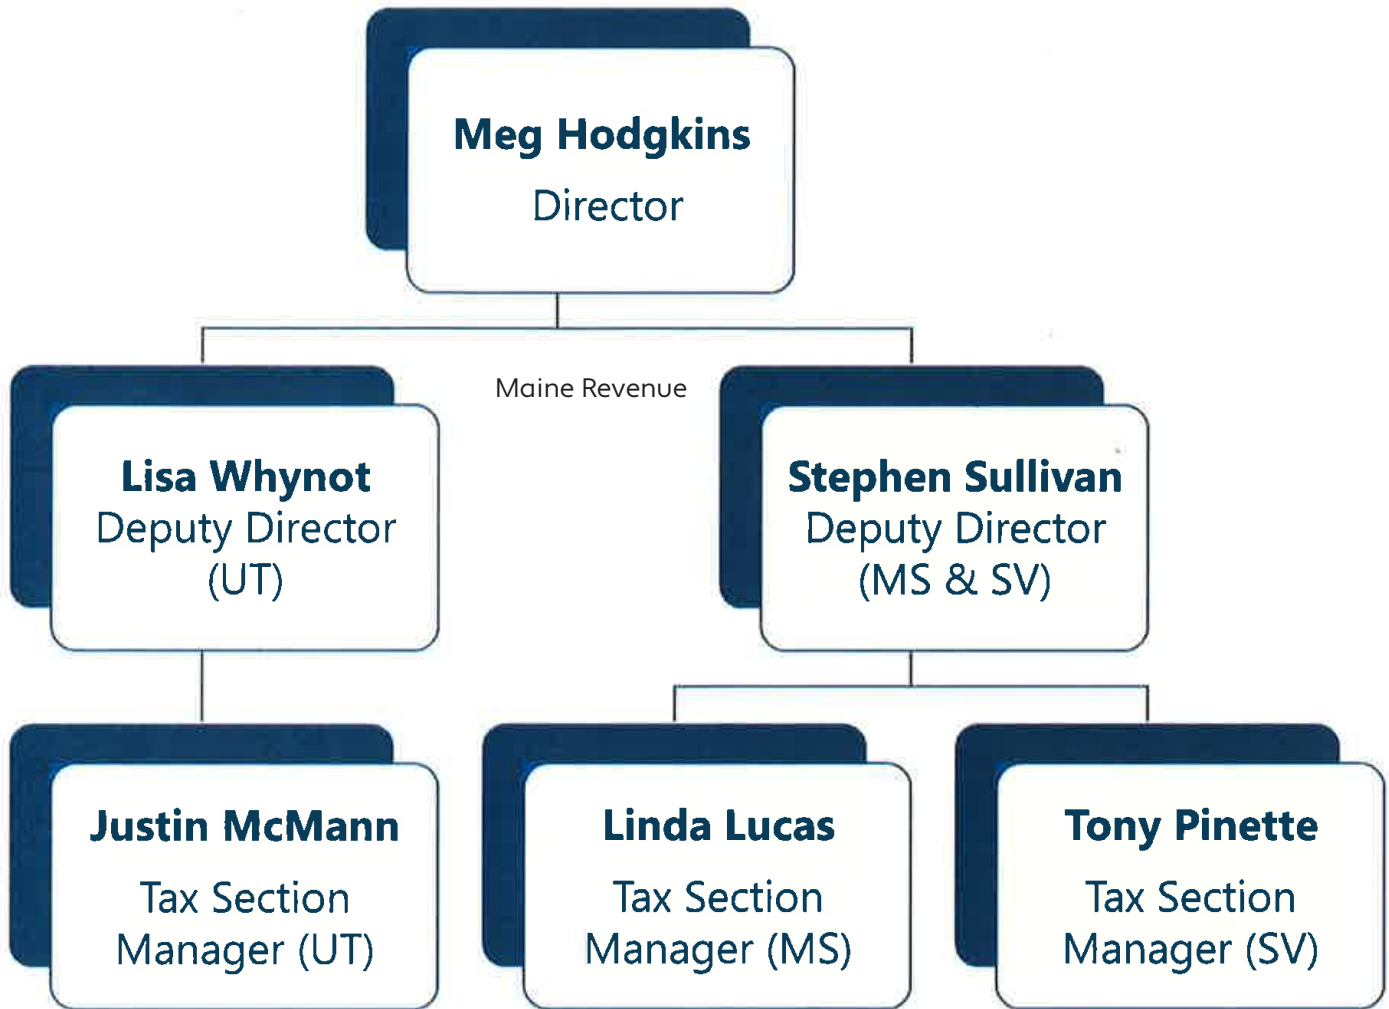 Meg Hodgkins
Director
Maine Revenue
Lisa Whynot
Deputy Director
(UT)
Stephen Sullivan
Deputy Director
(MS & SV)
Justin McMann
Tax Section
Manager (UT)
Linda Lucas
Tax Section
Manager (MS)
Tony Pinette
Tax Section
Manager (SV)